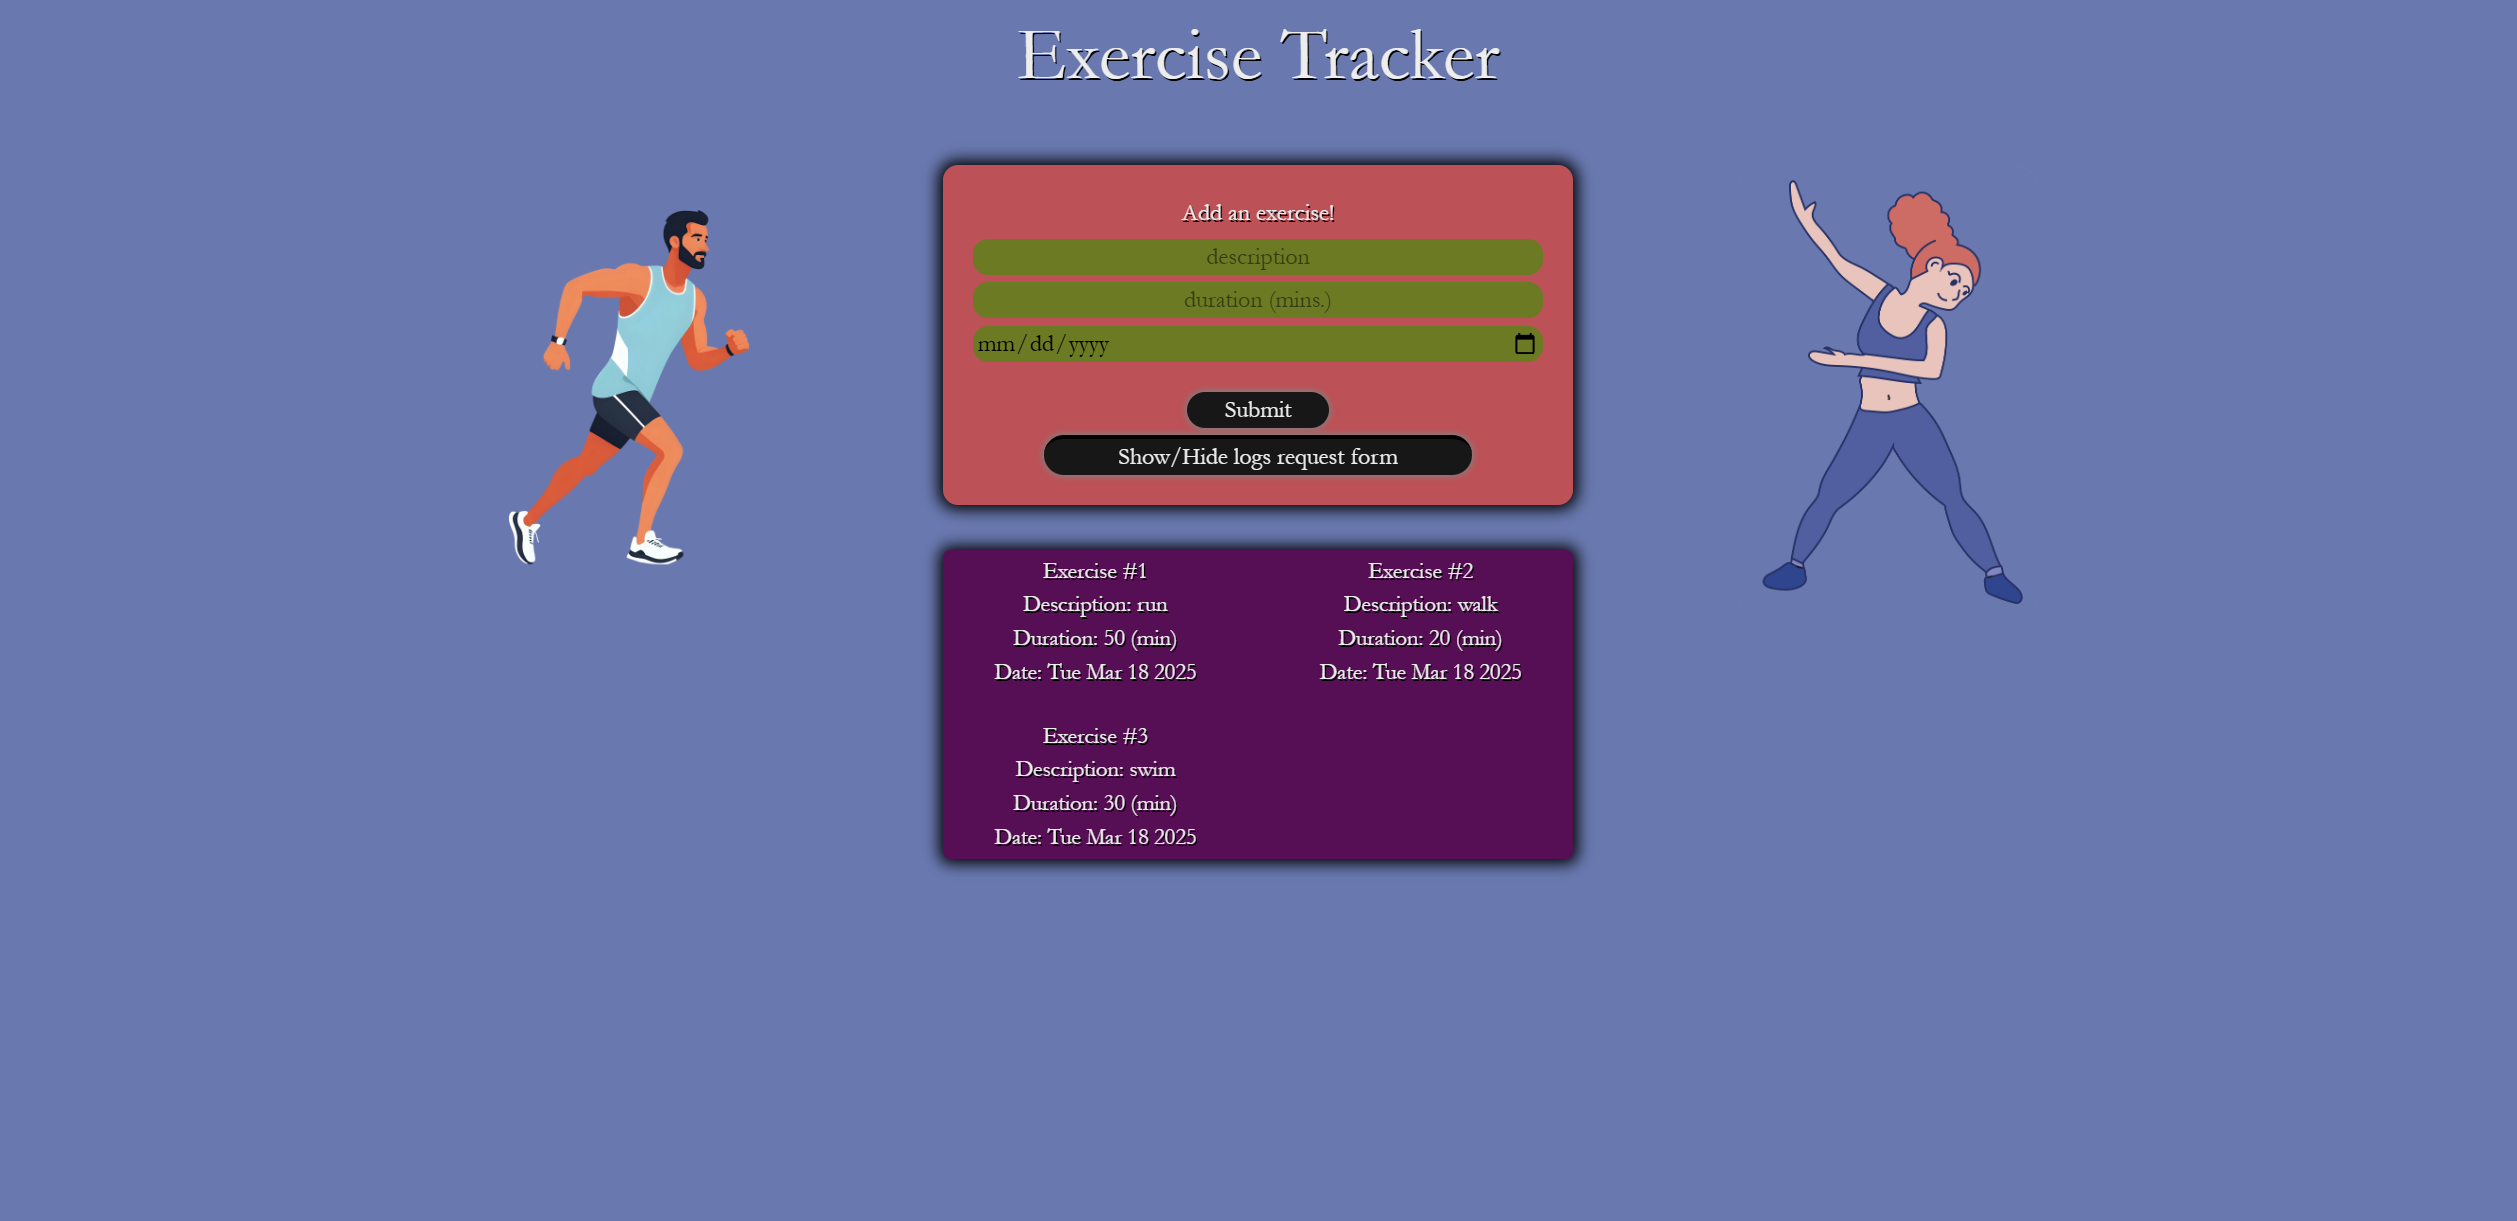 Exercise Tracker
Add an exercise!
description
duration (mins.)
mm/dd/yyyy
Submit
Show/Hide logs request form
Exercise #1
Description: run
Duration: 50 (min)
Date: Tue Mar 18 2025
Exercise #2
Description: walk
Duration: 20 (min)
Date: Tue Mar 18 2025
Exercise #3
Description: swim
Duration: 30 (min)
Date: Tue Mar 18 2025